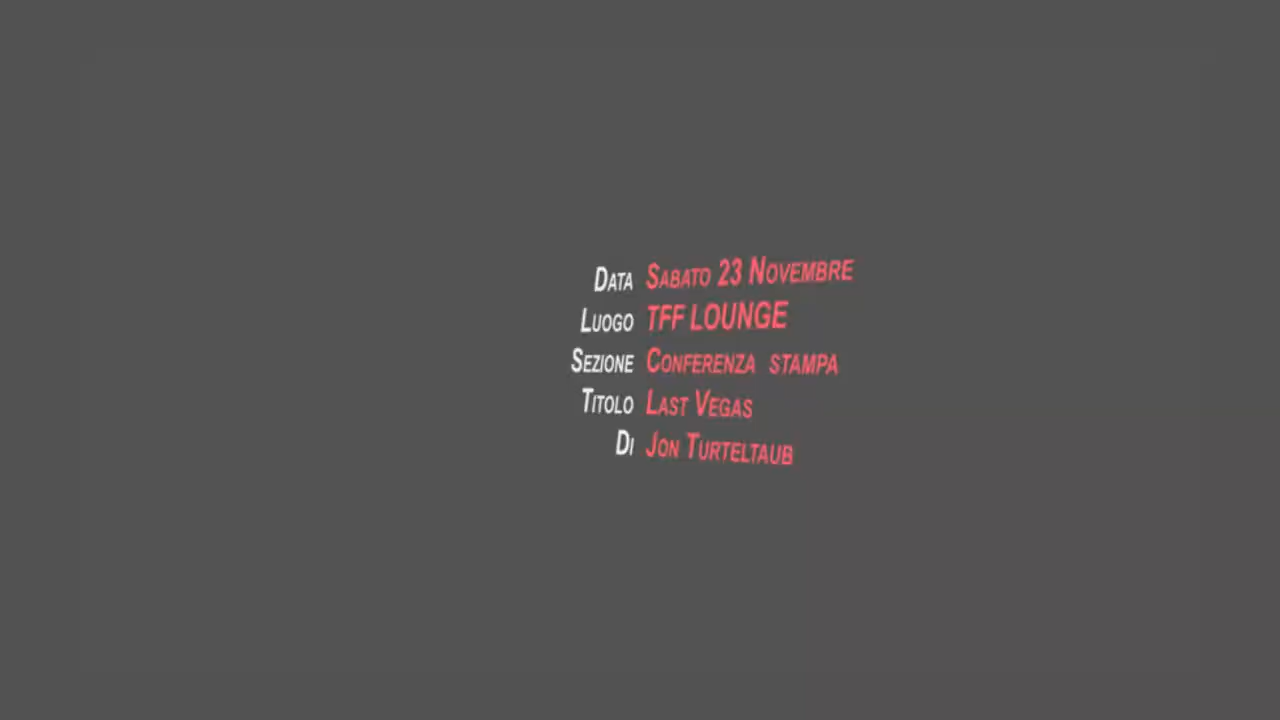 Data Sabato 23 Novembre
Luogo TFF LOUNGE
Sezione Conferenza stampa
Titolo Last Vegas
Di Jon Turteltaub